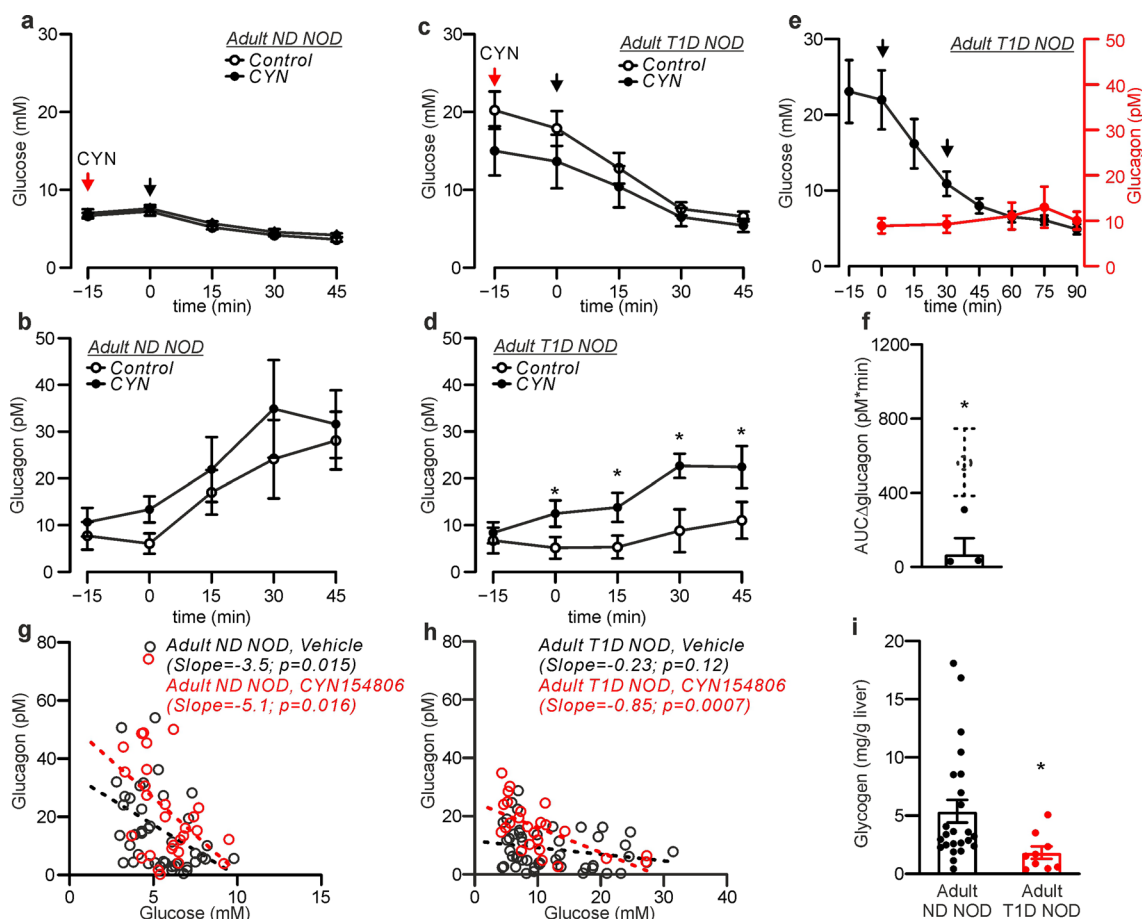 a
Adult ND NOD
Control
CYN
Glucose (mM)
30
20
10
0
CYN
−15 0 15 30 45
time (min)
c
Adult T1D NOD
Control
CYN
Glucose (mM)
30
20
10
0
CYN
−15 0 15 30 45
time (min)
e
Adult T1D NOD
Glucose (mM)
30
20
10
0
Glucagon (pM)
50
40
30
20
10
0
−15 0 15 30 45 60 75 90
time (min)
b
Adult ND NOD
Control
CYN
Glucagon (pM)
50
40
30
20
10
0
−15 0 15 30 45
time (min)
d
Adult T1D NOD
Control
CYN
Glucagon (pM)
50
40
30
20
10
0
* * * *
−15 0 15 30 45
time (min)
f
AUCΔglucagon (pM*min)
1200
800
400
0
*
g
Adult ND NOD, Vehicle
(Slope=-3.5; p=0.015)
Adult ND NOD, CYN154806
(Slope=-5.1; p=0.016)
Glucagon (pM)
80
60
40
20
0
0 5 10 15
Glucose (mM)
h
Adult T1D NOD, Vehicle
(Slope=-0.23; p=0.12)
Adult T1D NOD, CYN154806
(Slope=-0.85; p=0.0007)
Glucagon (pM)
80
60
40
20
0
0 10 20 30
Glucose (mM)
i
Glycogen (mg/g liver)
20
15
10
5
0
*
Adult
ND NOD
Adult
T1D NOD